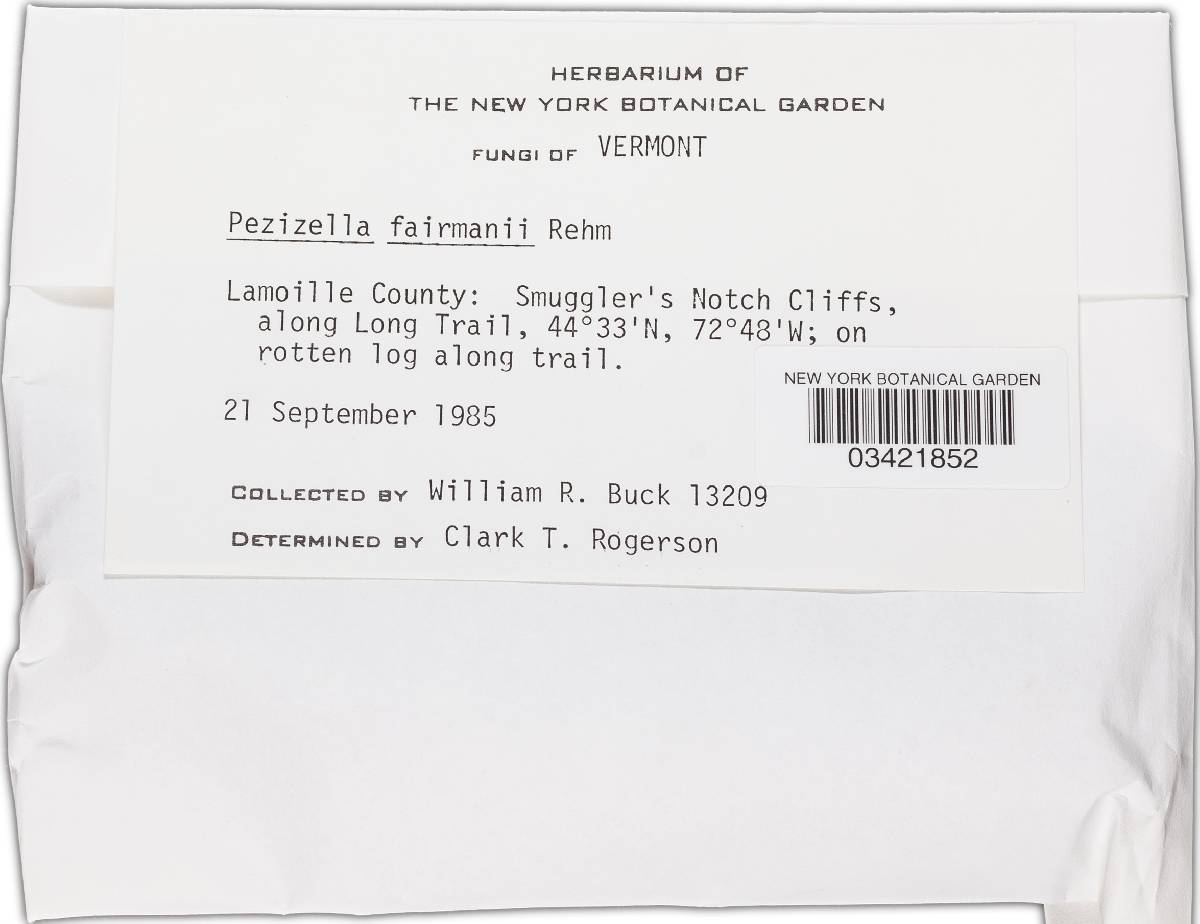 HERBARIUM OF
THE NEW YORK BOTANICAL GARDEN
FUNGI OF VERMONT
Pezizella fairmanii Rehm
Lamoille County: Smuggler's Notch Cliffs,
along Long Trail, 44°33'N, 72°48'W; on
rotten log along trail.
NEW YORK BOTANICAL GARDEN
03421852
21 September 1985
COLLECTED BY William R. Buck 13209
DETERMINED BY Clark T. Rogerson